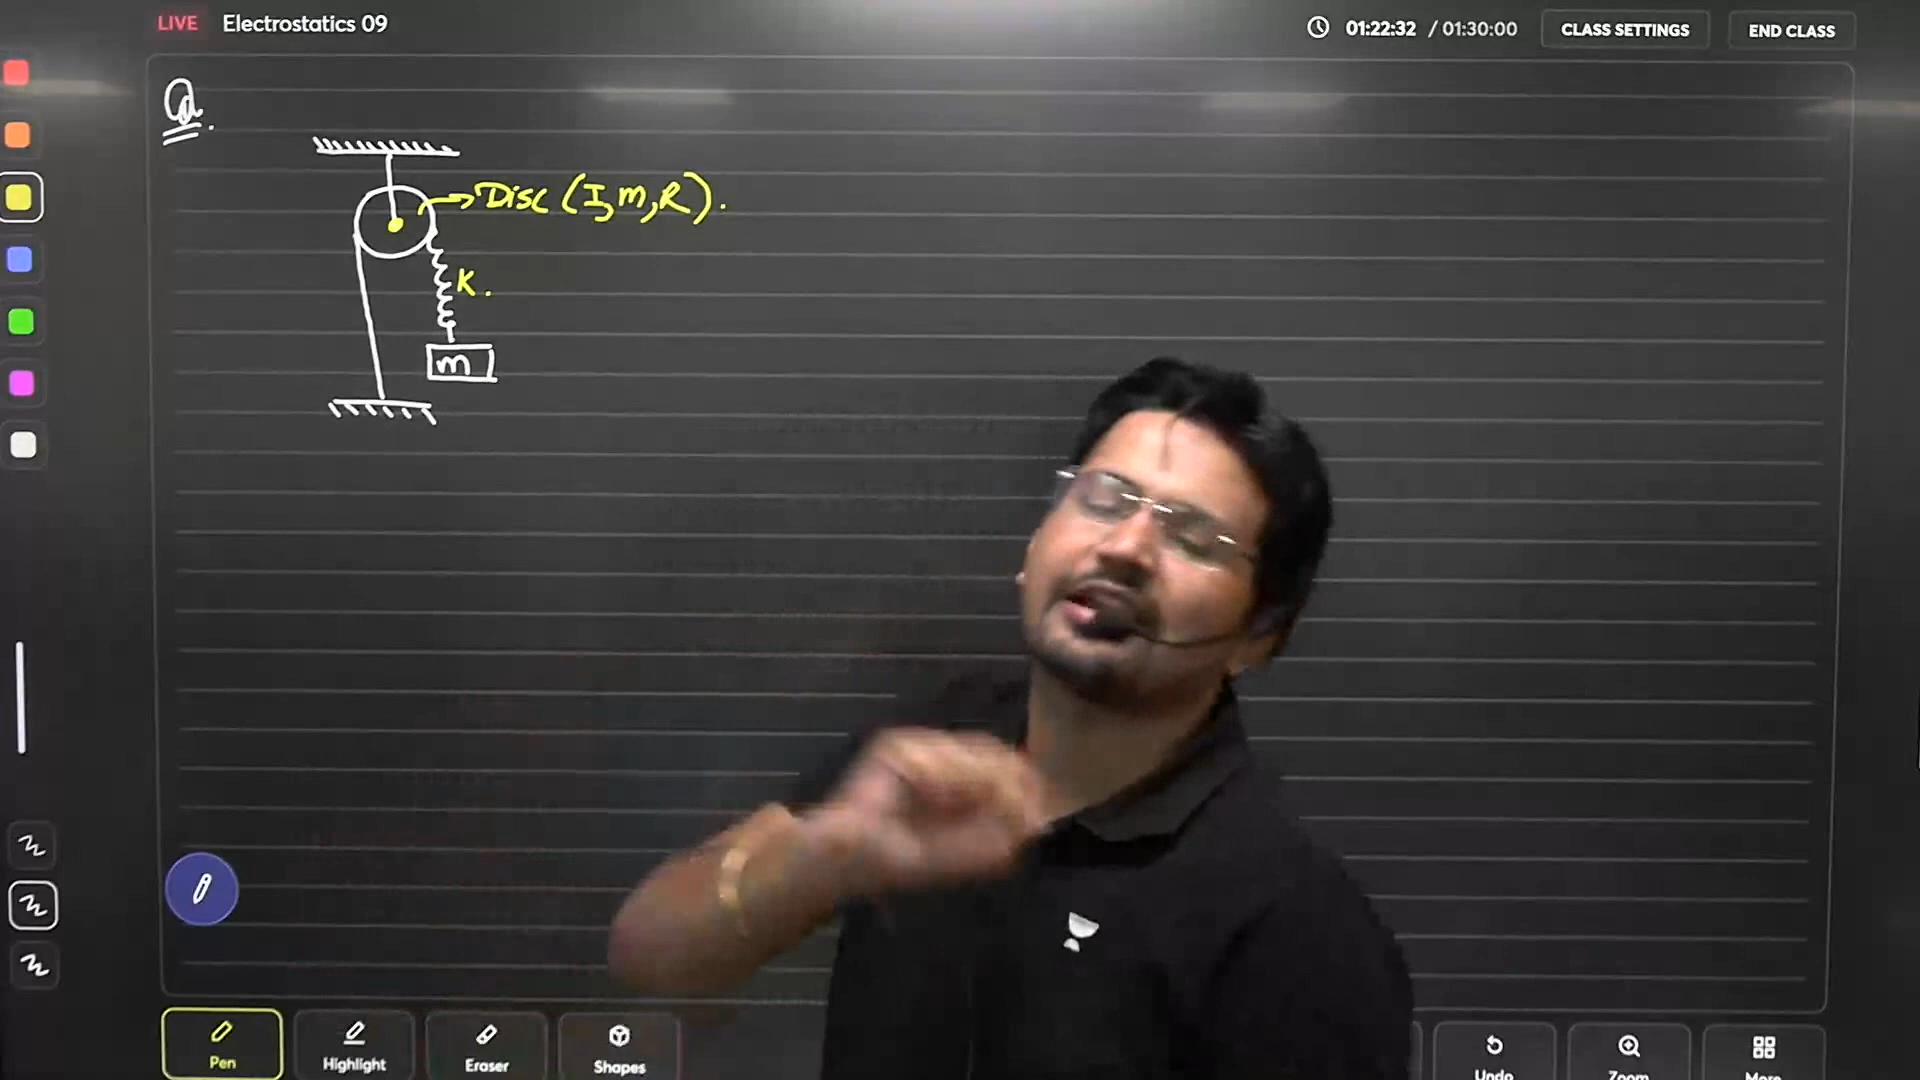 LIVE Electrostatics 09
01:22:32 / 01:30:00
CLASS SETTINGS
END CLASS
Q.
Disc (I, m, R).
K.
m
Pen
Highlight
Eraser
Shapes
Undo
Zoom
More